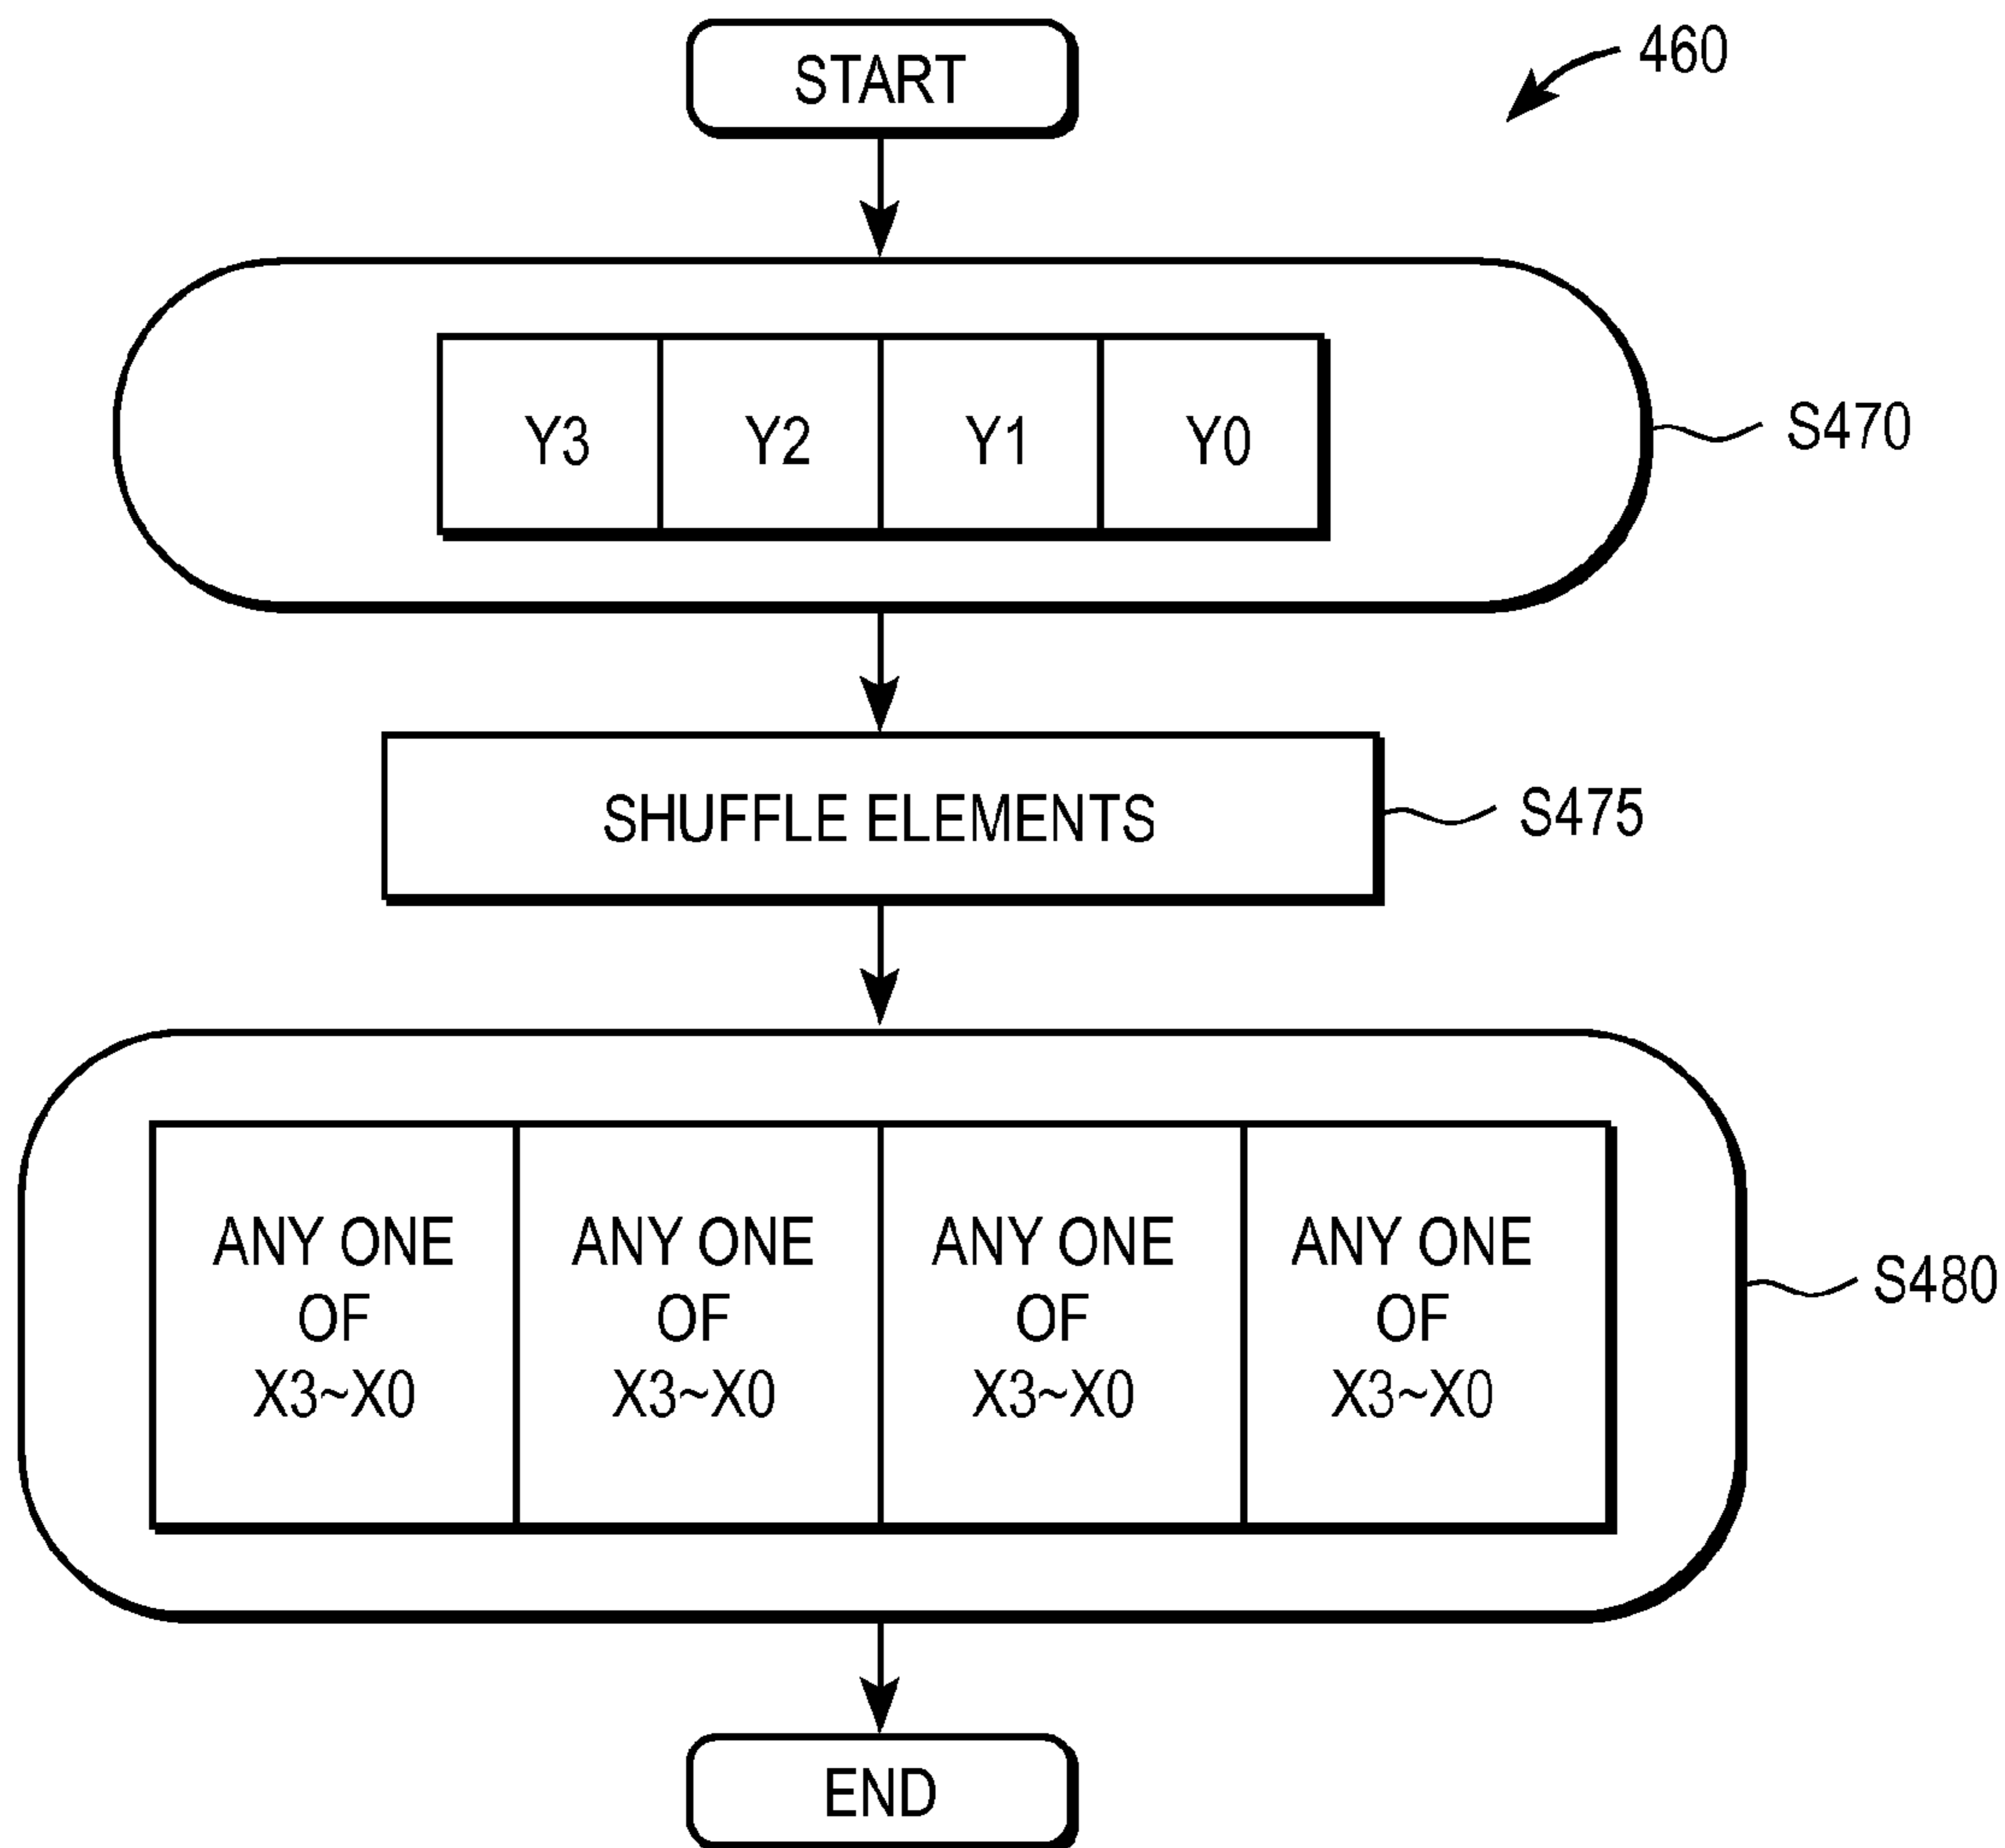 START
460
Y3 Y2 Y1 Y0
S470
SHUFFLE ELEMENTS
S475
ANY ONE
OF
X3~X0
ANY ONE
OF
X3~X0
ANY ONE
OF
X3~X0
ANY ONE
OF
X3~X0
S480
END